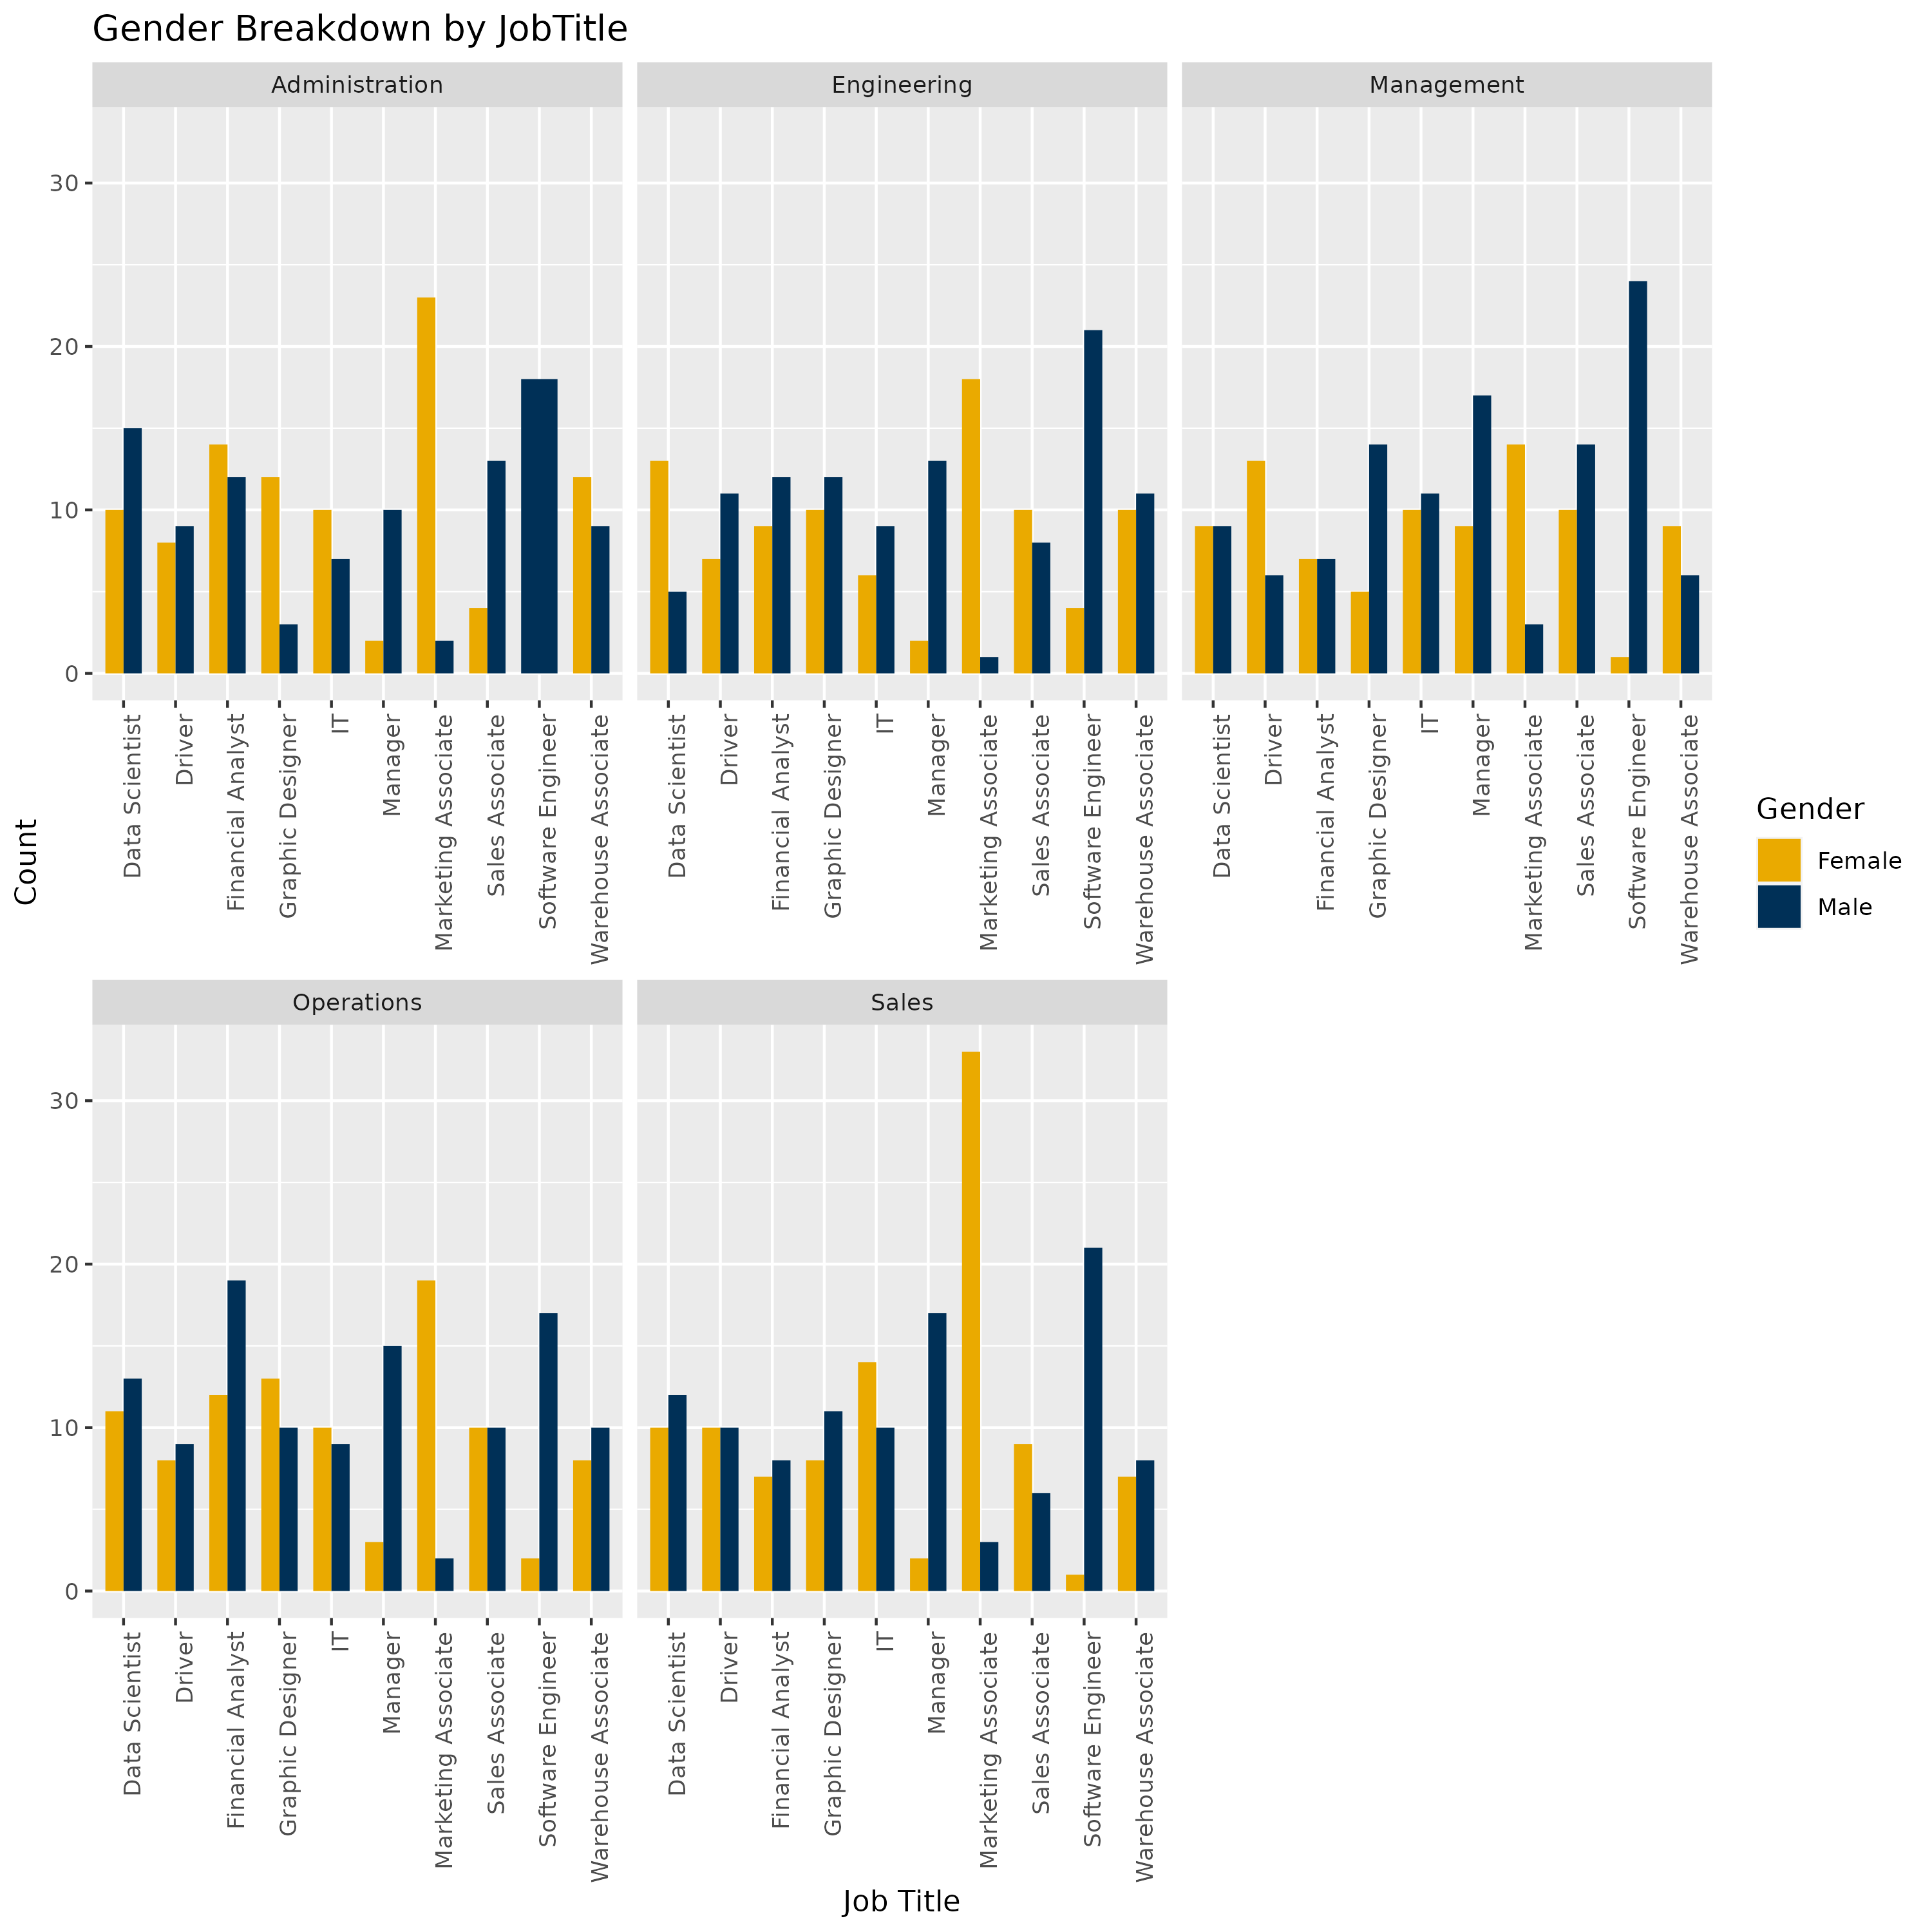 Gender Breakdown by JobTitle
Administration
Engineering
Management
30
20
10
0
Data Scientist
Driver
Financial Analyst
Graphic Designer
IT
Manager
Marketing Associate
Sales Associate
Software Engineer
Warehouse Associate
Data Scientist
Driver
Financial Analyst
Graphic Designer
IT
Manager
Marketing Associate
Sales Associate
Software Engineer
Warehouse Associate
Data Scientist
Driver
Financial Analyst
Graphic Designer
IT
Manager
Marketing Associate
Sales Associate
Software Engineer
Warehouse Associate
Count
Gender
Female
Male
Operations
Sales
30
20
10
0
Data Scientist
Driver
Financial Analyst
Graphic Designer
IT
Manager
Marketing Associate
Sales Associate
Software Engineer
Warehouse Associate
Data Scientist
Driver
Financial Analyst
Graphic Designer
IT
Manager
Marketing Associate
Sales Associate
Software Engineer
Warehouse Associate
Job Title